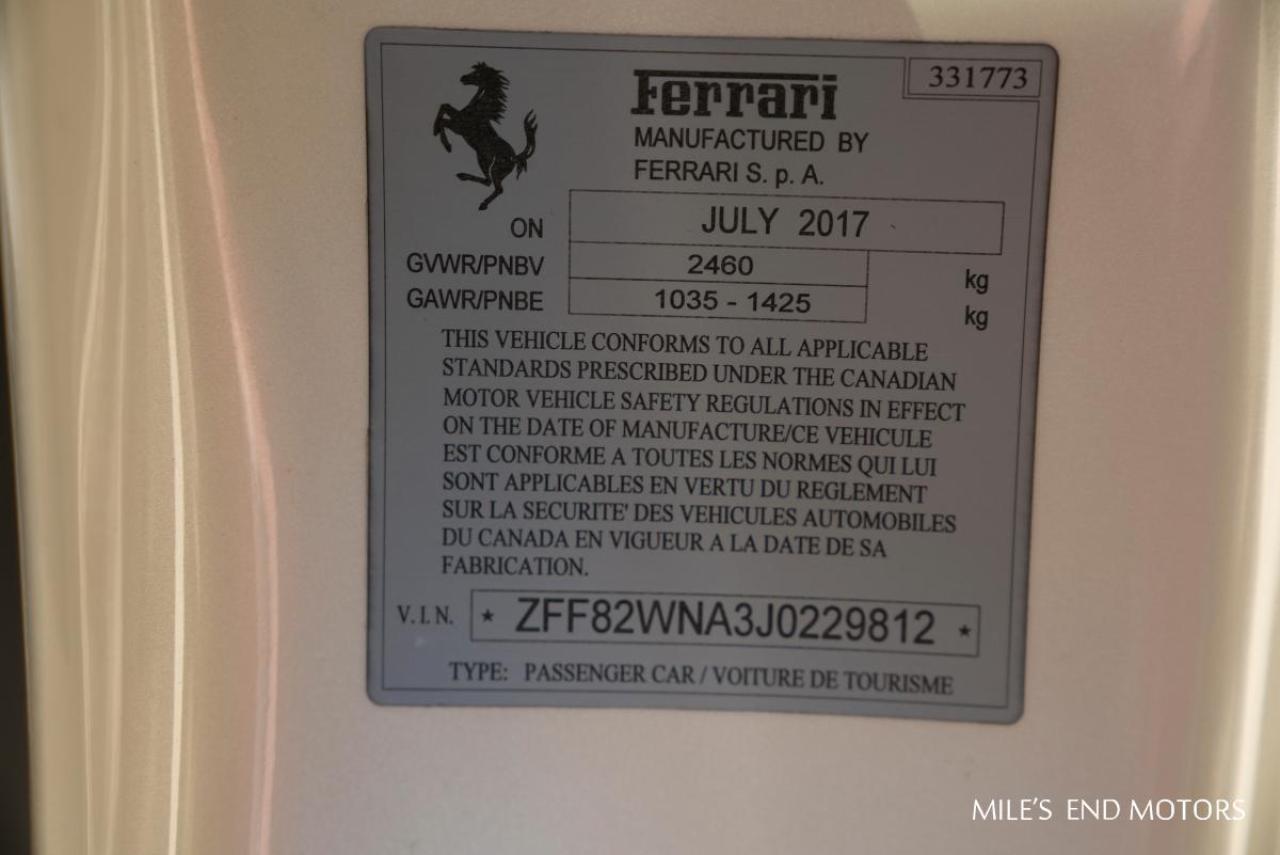 331773
Ferrari
MANUFACTURED BY
FERRARI S. p. A.
ON JULY 2017
GVWR/PNBV 2460 kg
GAWR/PNBE 1035 - 1425 kg
THIS VEHICLE CONFORMS TO ALL APPLICABLE
STANDARDS PRESCRIBED UNDER THE CANADIAN
MOTOR VEHICLE SAFETY REGULATIONS IN EFFECT
ON THE DATE OF MANUFACTURE/CE VEHICULE
EST CONFORME A TOUTES LES NORMES QUI LUI
SONT APPLICABLES EN VERTU DU REGLEMENT
SUR LA SECURITE' DES VEHICULES AUTOMOBILES
DU CANADA EN VIGUEUR A LA DATE DE SA
FABRICATION.
V.I.N. * ZFF82WNA3J0229812 *
TYPE: PASSENGER CAR / VOITURE DE TOURISME
MILE'S END MOTORS